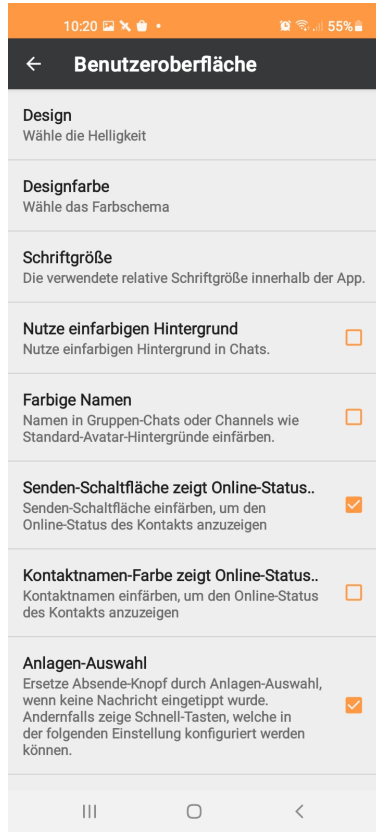 10:20
55%
Benutzeroberfläche
Design
Wähle die Helligkeit
Designfarbe
Wähle das Farbschema
Schriftgröße
Die verwendete relative Schriftgröße innerhalb der App.
Nutze einfarbigen Hintergrund
Nutze einfarbigen Hintergrund in Chats.
Farbige Namen
Namen in Gruppen-Chats oder Channels wie
Standard-Avatar-Hintergründe einfärben.
Senden-Schaltfläche zeigt Online-Status..
Senden-Schaltfläche einfärben, um den
Online-Status des Kontakts anzuzeigen
Kontaktnamen-Farbe zeigt Online-Status..
Kontaktnamen einfärben, um den Online-Status
des Kontakts anzuzeigen
Anlagen-Auswahl
Ersetze Absende-Knopf durch Anlagen-Auswahl,
wenn keine Nachricht eingetippt wurde.
Andernfalls zeige Schnell-Tasten, welche in
der folgenden Einstellung konfiguriert werden
können.